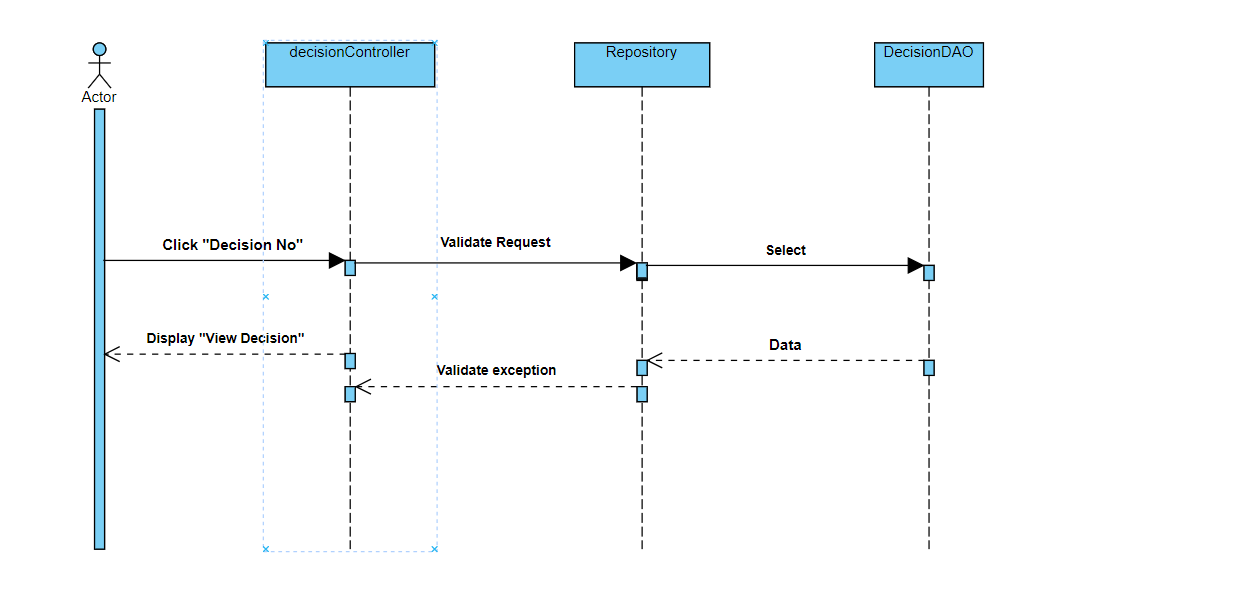 decisionController
Repository
DecisionDAO
Actor
Click "Decision No"
Validate Request
Select
Display "View Decision"
Data
Validate exception